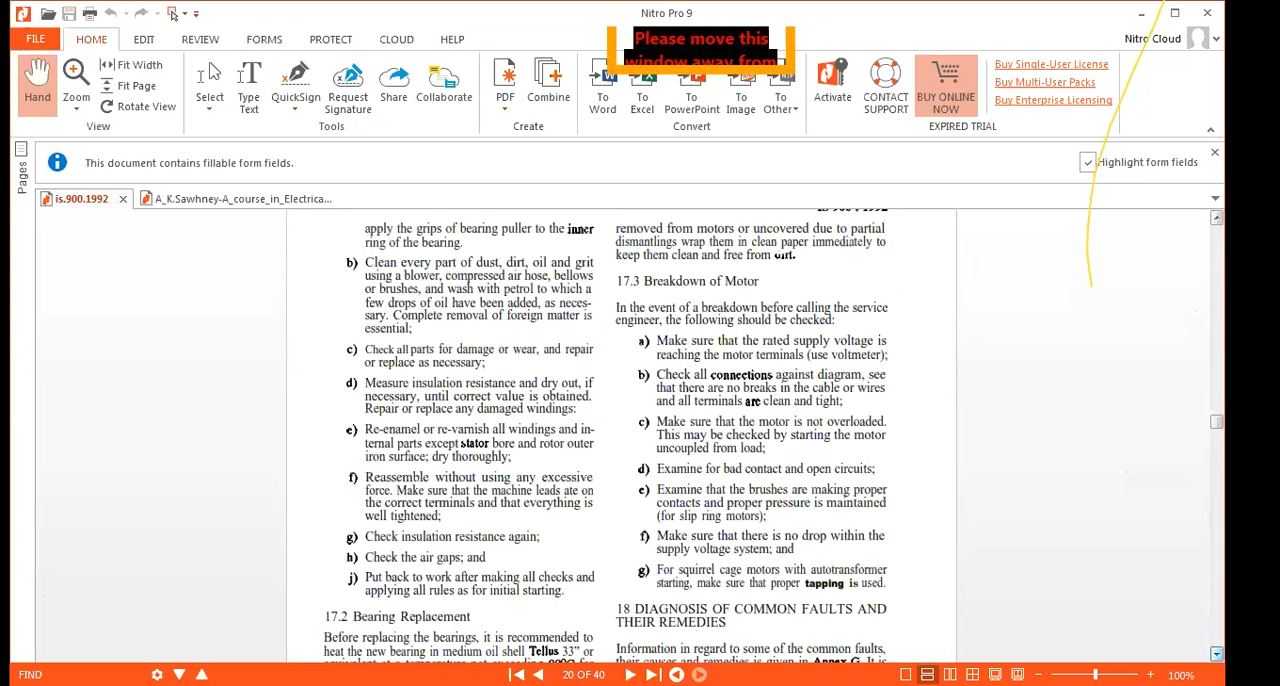 Nitro Pro 9
FILE HOME EDIT REVIEW FORMS PROTECT CLOUD HELP
Please move this
window away from
Nitro Cloud
Hand
Zoom
Fit Width
Fit Page
Rotate View
View
Select
Type
Text
QuickSign
Request
Signature
Share
Collaborate
Tools
PDF
Combine
Create
To
Word
To
Excel
To
PowerPoint
To
Image
To
Other
Convert
Activate
CONTACT
SUPPORT
BUY ONLINE
NOW
Buy Single-User License
Buy Multi-User Packs
Buy Enterprise Licensing
EXPIRED TRIAL
Pages
This document contains fillable form fields.
Highlight form fields
is.900.1992
A_K.Sawhney-A_course_in_Electrica...
apply the grips of bearing puller to the inner
ring of the bearing.
b) Clean every part of dust, dirt, oil and grit
using a blower, compressed air hose, bellows
or brushes, and wash with petrol to which a
few drops of oil have been added, as neces-
sary. Complete removal of foreign matter is
essential;
c) Check all parts for damage or wear, and repair
or replace as necessary;
d) Measure insulation resistance and dry out, if
necessary, until correct value is obtained.
Repair or replace any damaged windings:
e) Re-enamel or re-varnish all windings and in-
ternal parts except stator bore and rotor outer
iron surface; dry thoroughly;
f) Reassemble without using any excessive
force. Make sure that the machine leads ate on
the correct terminals and that everything is
well tightened;
g) Check insulation resistance again;
h) Check the air gaps; and
j) Put back to work after making all checks and
applying all rules as for initial starting.
17.2 Bearing Replacement
Before replacing the bearings, it is recommended to
heat the new bearing in medium oil shell Tellus 33”or
IS 900 : 1992
removed from motors or uncovered due to partial
dismantlings wrap them in clean paper immediately to
keep them clean and free from dirt.
17.3 Breakdown of Motor
In the event of a breakdown before calling the service
engineer, the following should be checked:
a) Make sure that the rated supply voltage is
reaching the motor terminals (use voltmeter);
b) Check all connections against diagram, see
that there are no breaks in the cable or wires
and all terminals are clean and tight;
c) Make sure that the motor is not overloaded.
This may be checked by starting the motor
uncoupled from load;
d) Examine for bad contact and open circuits;
e) Examine that the brushes are making proper
contacts and proper pressure is maintained
(for slip ring motors);
f) Make sure that there is no drop within the
supply voltage system; and
g) For squirrel cage motors with autotransformer
starting, make sure that proper tapping is used.
18 DIAGNOSIS OF COMMON FAULTS AND
THEIR REMEDIES
Information in regard to some of the common faults,
their causes and remedies is given in Annex G. It is
FIND
20 OF 40
100%